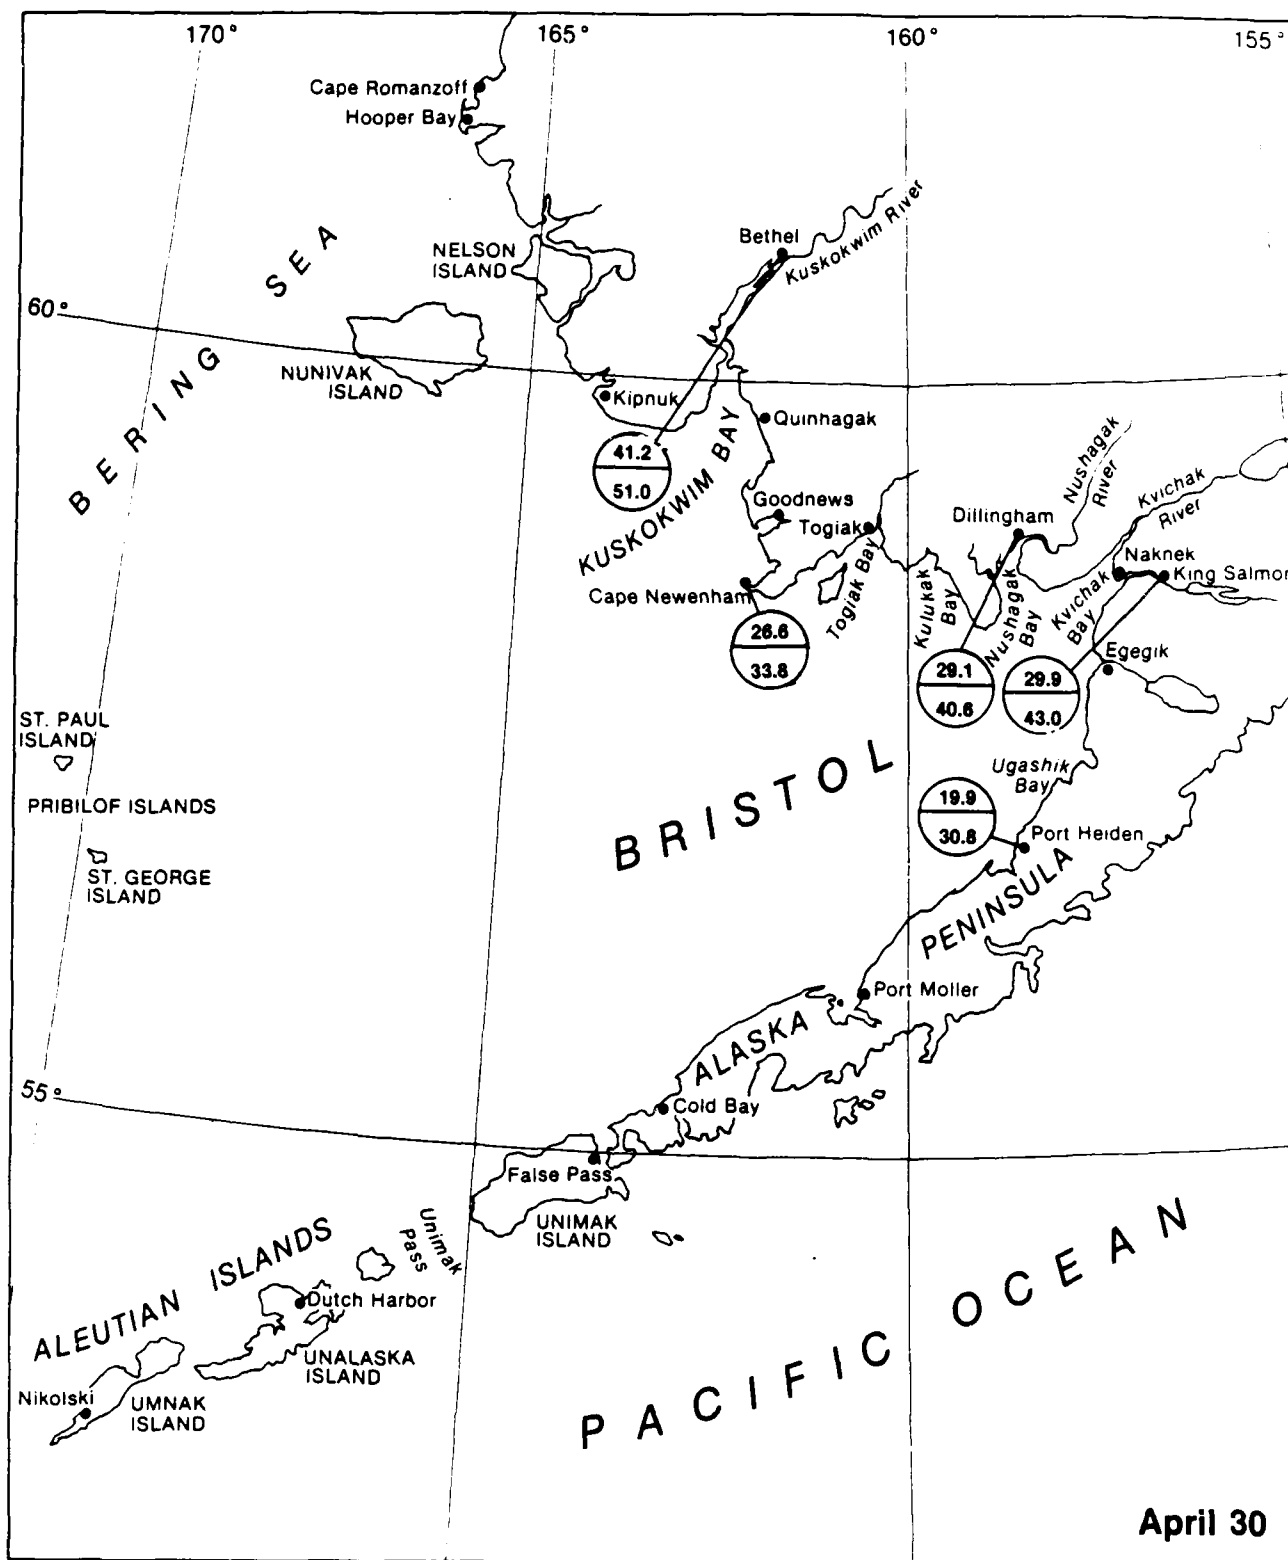 170°
165°
160°
155°
Cape Romanzoff
Hooper Bay
BERING SEA
NELSON
ISLAND
Bethel
Kuskokwim River
60°
NUNIVAK
ISLAND
Kipnuk
Quinhagak
41.2
51.0
KUSKOKWIM BAY
Goodnews
Togiak
Dillingham
Nushagak
River
Kvichak
River
Naknek
King Salmon
Cape Newenham
Togiak Bay
Kulukak
Bay
Nushagak
Bay
Kvichak
Bay
Egegik
26.6
33.8
29.1
40.6
29.9
43.0
ST. PAUL
ISLAND
PRIBILOF ISLANDS
ST. GEORGE
ISLAND
BRISTOL
Ugashik
Bay
19.9
30.8
Port Heiden
ALASKA PENINSULA
Port Moller
55°
Cold Bay
False Pass
UNIMAK
ISLAND
Unimak
Pass
ALEUTIAN ISLANDS
Dutch Harbor
UNALASKA
ISLAND
Nikolski
UMNAK
ISLAND
PACIFIC OCEAN
April 30